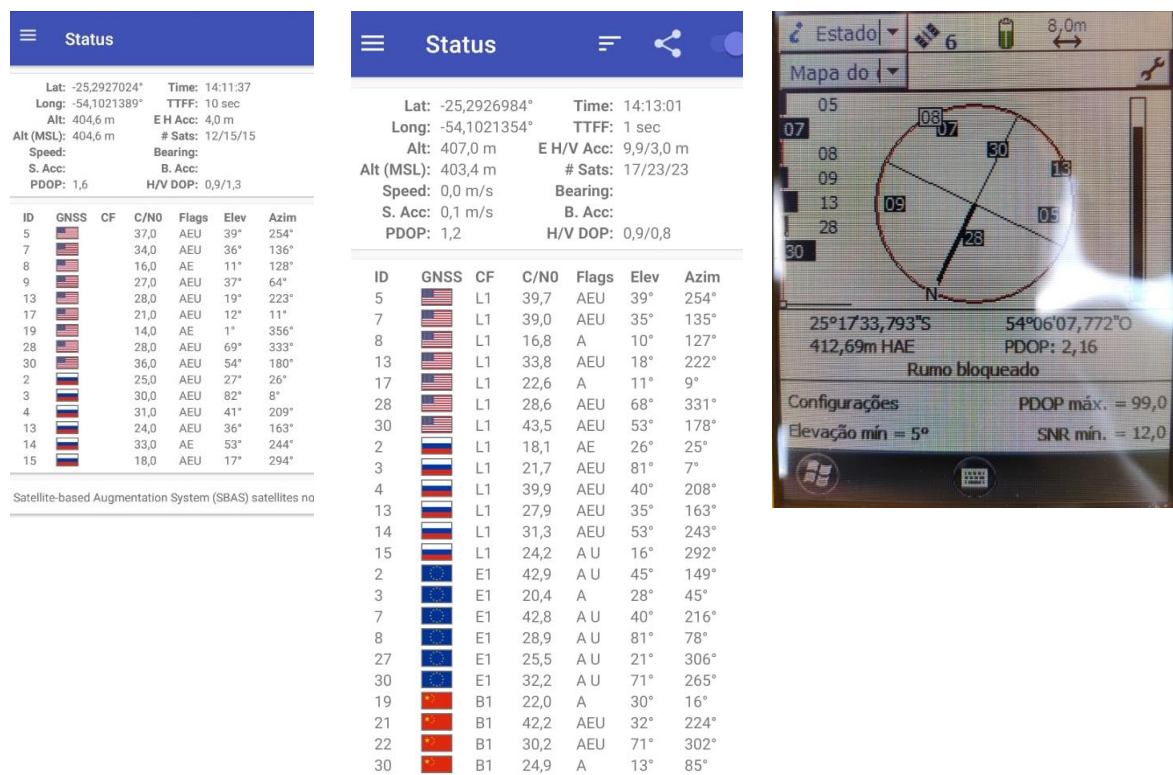 Status
Lat: -25,2927024° Time: 14:11:37
Long: -54,1021389° TTFF: 10 sec
Alt: 404,6 m E H Acc: 4,0 m
Alt (MSL): 404,6 m # Sats: 12/15/15
Speed: Bearing:
S. Acc: B. Acc:
PDOP: 1,6 H/V DOP: 0,9/1,3
ID GNSS CF C/N0 Flags Elev Azim
5 37,0 AEU 39° 254°
7 34,0 AEU 36° 136°
8 16,0 AE 11° 128°
9 27,0 AEU 37° 64°
13 28,0 AEU 19° 223°
17 21,0 AEU 12° 11°
19 14,0 AE 1° 356°
28 28,0 AEU 69° 333°
30 36,0 AEU 54° 180°
2 25,0 AEU 27° 26°
3 30,0 AEU 82° 8°
4 31,0 AEU 41° 209°
13 24,0 AEU 36° 163°
14 33,0 AE 53° 244°
15 18,0 AEU 17° 294°
Satellite-based Augmentation System (SBAS) satellites no
Status
Lat: -25,2926984° Time: 14:13:01
Long: -54,1021354° TTFF: 1 sec
Alt: 407,0 m E H/V Acc: 9,9/3,0 m
Alt (MSL): 403,4 m # Sats: 17/23/23
Speed: 0,0 m/s Bearing:
S. Acc: 0,1 m/s B. Acc:
PDOP: 1,2 H/V DOP: 0,9/0,8
ID GNSS CF C/N0 Flags Elev Azim
5 L1 39,7 AEU 39° 254°
7 L1 39,0 AEU 35° 135°
8 L1 16,8 A 10° 127°
13 L1 33,8 AEU 18° 222°
17 L1 22,6 A 11° 9°
28 L1 28,6 AEU 68° 331°
30 L1 43,5 AEU 53° 178°
2 L1 18,1 AE 26° 25°
3 L1 21,7 AEU 81° 7°
4 L1 39,9 AEU 40° 208°
13 L1 27,9 AEU 35° 163°
14 L1 31,3 AEU 53° 243°
15 L1 24,2 A U 16° 292°
2 E1 42,9 A U 45° 149°
3 E1 20,4 A 28° 45°
7 E1 42,8 A U 40° 216°
8 E1 28,9 A U 81° 78°
27 E1 25,5 A U 21° 306°
30 E1 32,2 A U 71° 265°
19 B1 22,0 A 30° 16°
21 B1 42,2 AEU 32° 224°
22 B1 30,2 AEU 71° 302°
30 B1 24,9 A 13° 85°
Estado 6 8,0m
Mapa do
05
07
08
09
13
28
30
08
07
30
13
09
05
28
N
25°17'33,793"S 54°06'07,772"O
412,69m HAE PDOP: 2,16
Rumo bloqueado
Configurações PDOP máx. = 99,0
Elevação mín = 5° SNR mín. = 12,0